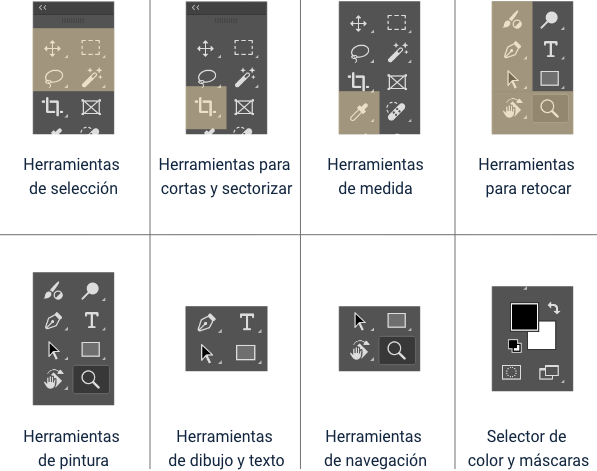 Herramientas
de selección
Herramientas para
cortas y sectorizar
Herramientas
de medida
Herramientas
para retocar
Herramientas
de pintura
Herramientas
de dibujo y texto
Herramientas
de navegación
Selector de
color y máscaras